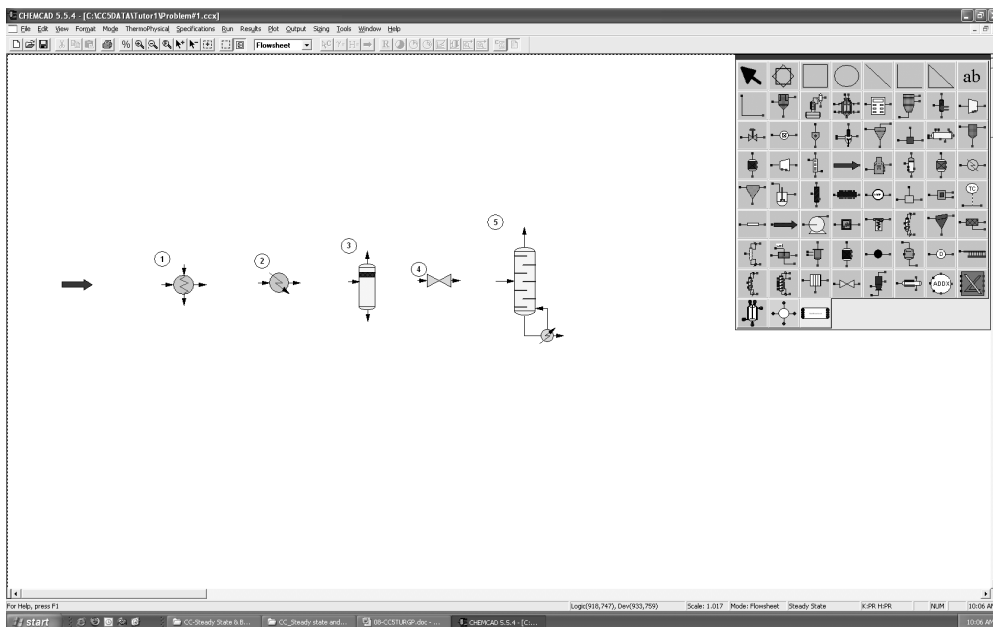 CHEMCAD 5.5.4 - [C:\CC5DATA\Tutor1\Problem#1.ccx]
File Edit View Format Mode ThermoPhysical Specifications Run Results Plot Output Sizing Tools Window Help
Flowsheet
ab
TC
5
3
1
2
4
D
ADDX
For Help, press F1
Logic(918,747), Dev(933,759)
Scale: 1.017
Mode: Flowsheet
Steady State
K:PR H:PR
NUM
10:06 AM
start
CC-Steady State & B...
CC_Steady state and...
08-CC5TURGP.doc - ...
CHEMCAD 5.5.4 - [C:...
10:06 AM